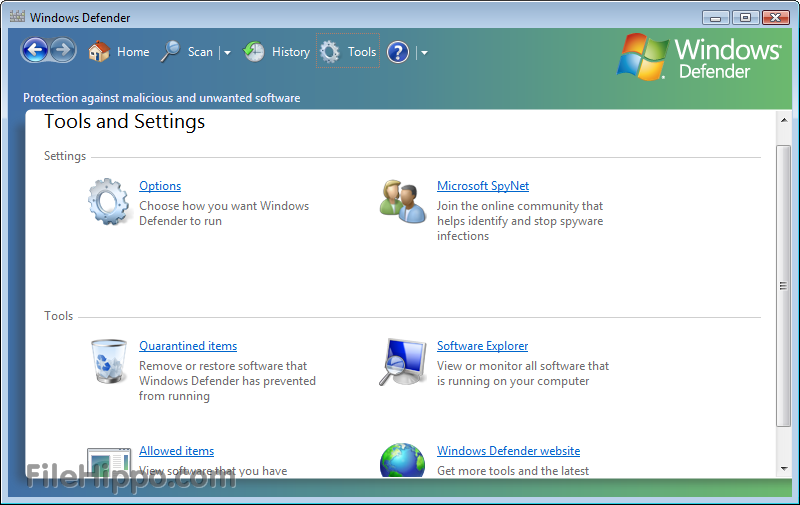 Windows Defender
Home
Scan
History
Tools
?
Windows
Defender
Protection against malicious and unwanted software
Tools and Settings
Settings
Options
Choose how you want Windows
Defender to run
Microsoft SpyNet
Join the online community that
helps identify and stop spyware
infections
Tools
Quarantined items
Remove or restore software that
Windows Defender has prevented
from running
Software Explorer
View or monitor all software that
is running on your computer
Allowed items
View software that you have
Windows Defender website
Get more tools and the latest
FileHippo.com